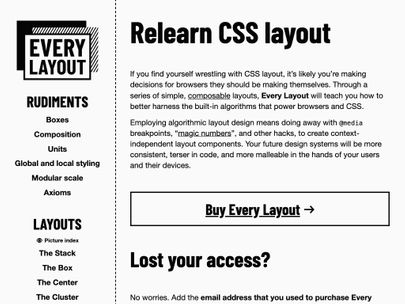 EVERY
LAYOUT
RUDIMENTS
Boxes
Composition
Units
Global and local styling
Modular scale
Axioms
LAYOUTS
Picture index
The Stack
The Box
The Center
The Cluster
Relearn CSS layout
If you find yourself wrestling with CSS layout, it’s likely you’re making
decisions for browsers they should be making themselves. Through a
series of simple, composable layouts, Every Layout will teach you how to
better harness the built-in algorithms that power browsers and CSS.
Employing algorithmic layout design means doing away with @media
breakpoints, “magic numbers”, and other hacks, to create context-
independent layout components. Your future design systems will be more
consistent, terser in code, and more malleable in the hands of your users
and their devices.
Buy Every Layout →
Lost your access?
No worries. Add the email address that you used to purchase Every